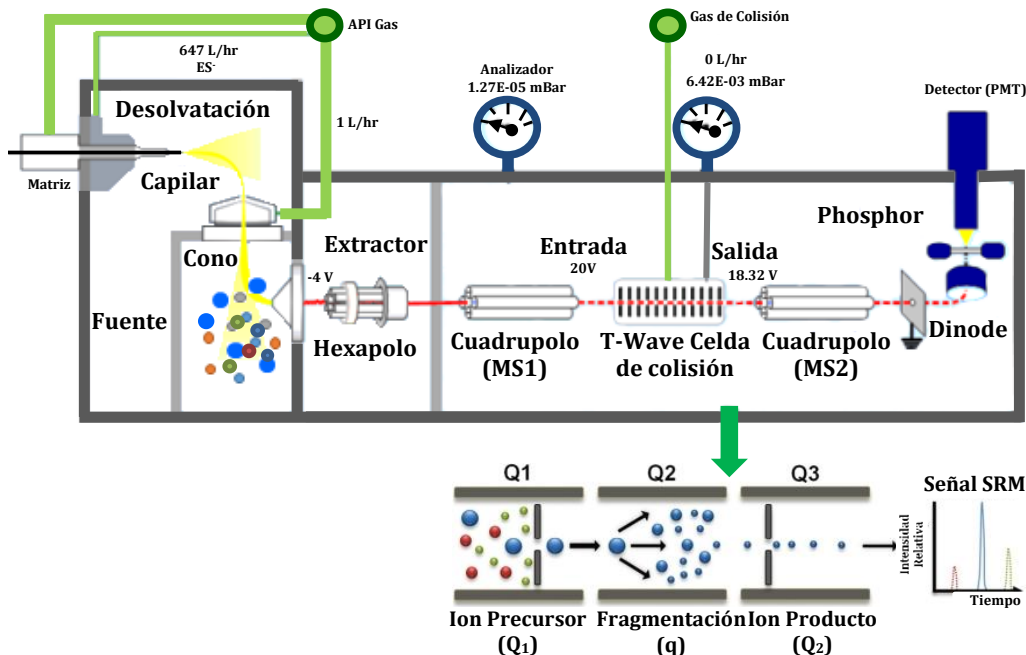 API Gas
Gas de Colisión
647 L/hr
ES-
0 L/hr
6.42E-03 mBar
Analizador
1.27E-05 mBar
Detector (PMT)
Desolvatación
1 L/hr
Matriz
Capilar
Phosphor
Cono
Extractor
Entrada
20V
Salida
18.32 V
-4 V
Fuente
Hexapolo
Cuadrupolo
(MS1)
T-Wave Celda
de colisión
Cuadrupolo
(MS2)
Dinode
Q1
Q2
Q3
Señal SRM
Intensidad
Relativa
Tiempo
Ion Precursor
(Q₁)
Fragmentación
(q)
Ion Producto
(Q₂)